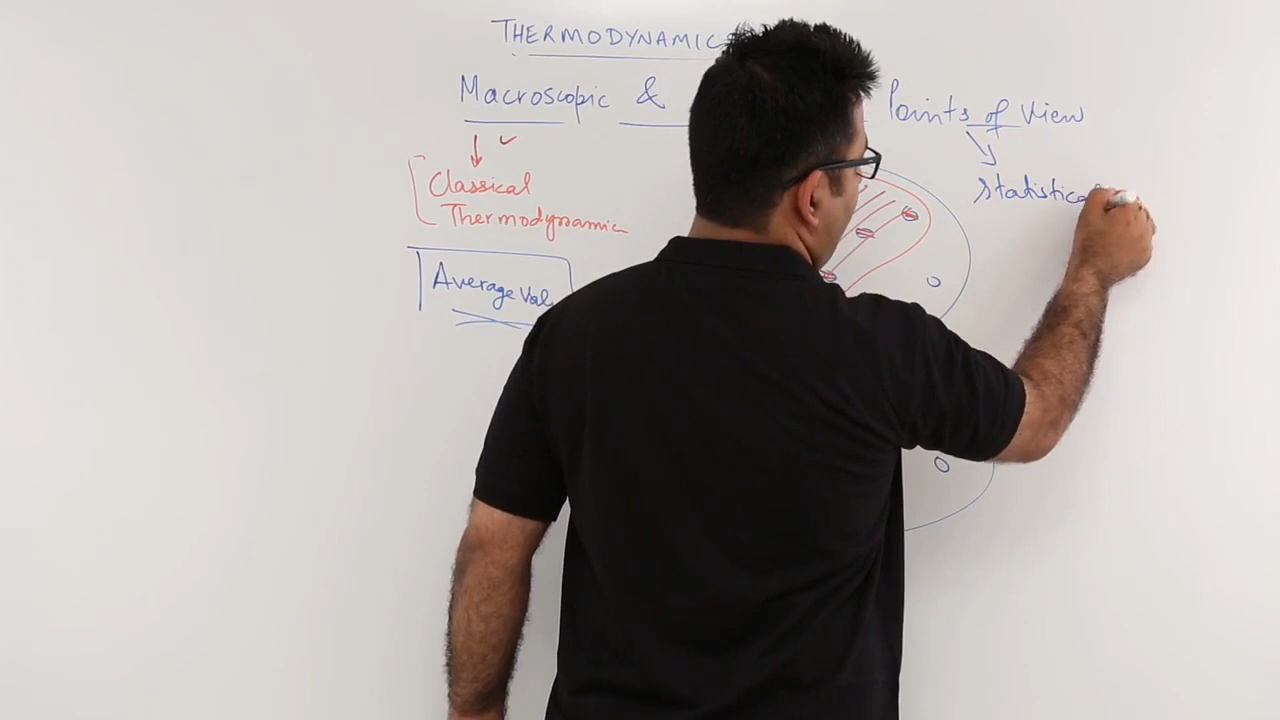 THERMODYNAMIC
Macroscopic & Points of View
Classical
Thermodynamic
Statistica
Average Val